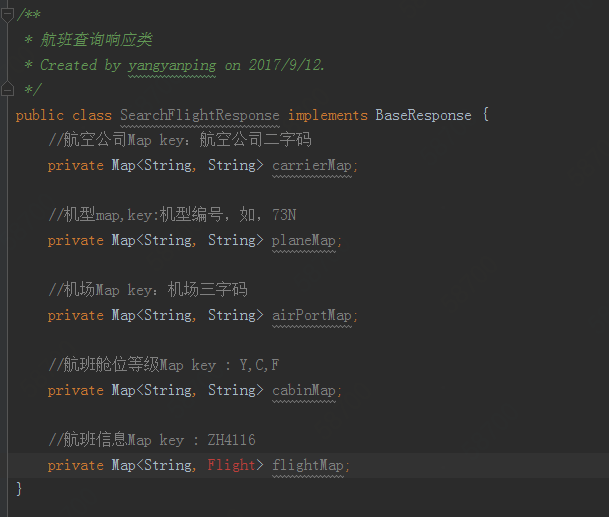 /**
 * 航班查询响应类
 * Created by yangyanping on 2017/9/12.
 */
public class SearchFlightResponse implements BaseResponse {
    //航空公司Map key：航空公司二字码
    private Map<String, String> carrierMap;
    //机型map,key:机型编号，如，73N
    private Map<String, String> planeMap;
    //机场Map key：机场三字码
    private Map<String, String> airPortMap;
    //航班舱位等级Map key : Y,C,F
    private Map<String, String> cabinMap;
    //航班信息Map key : ZH4116
    private Map<String, Flight> flightMap;
}